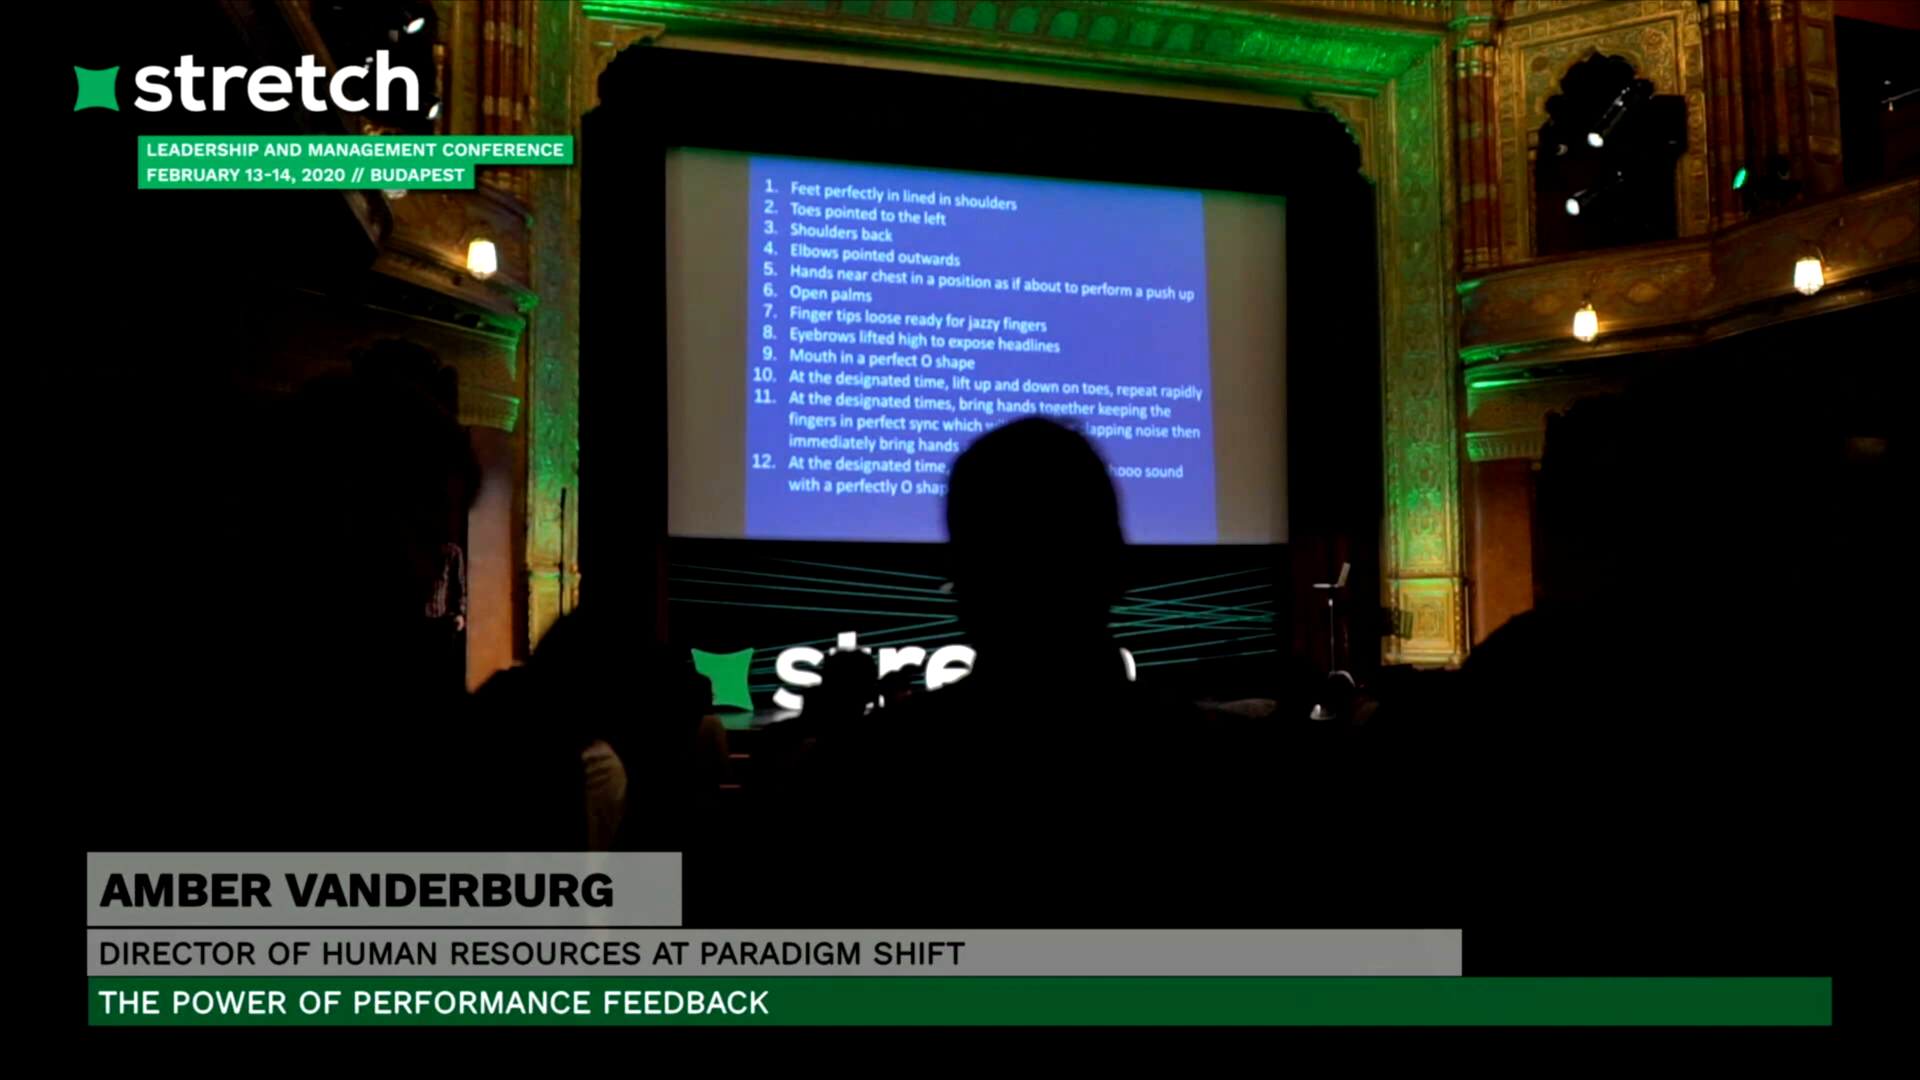 stretch
LEADERSHIP AND MANAGEMENT CONFERENCE
FEBRUARY 13-14, 2020 // BUDAPEST
1. Feet perfectly in lined in shoulders
2. Toes pointed to the left
3. Shoulders back
4. Elbows pointed outwards
5. Hands near chest in a position as if about to perform a push up
6. Open palms
7. Finger tips loose ready for jazzy fingers
8. Eyebrows lifted high to expose headlines
9. Mouth in a perfect O shape
10. At the designated time, lift up and down on toes, repeat rapidly
11. At the designated times, bring hands together keeping the
fingers in perfect sync which noise then
immediately bring hands
12. At the designated time, sound
with a perfectly O
AMBER VANDERBURG
DIRECTOR OF HUMAN RESOURCES AT PARADIGM SHIFT
THE POWER OF PERFORMANCE FEEDBACK